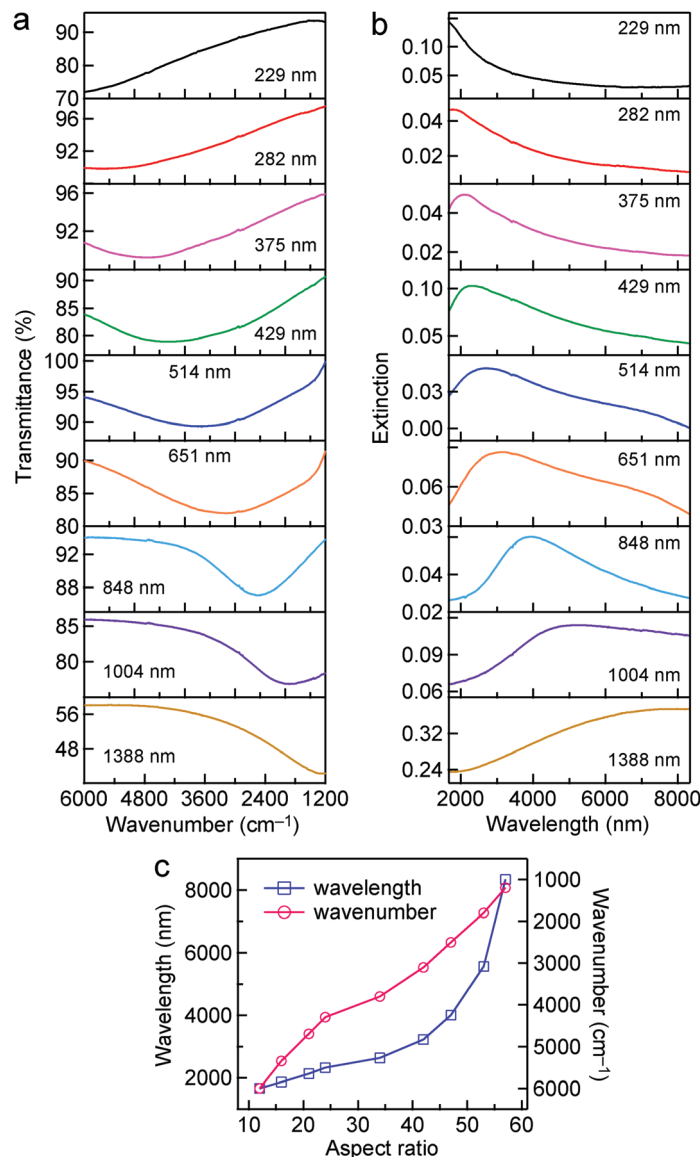 a
b
90
80
70
229 nm
96
92
282 nm
96
92
375 nm
90
85
80
429 nm
100
95
90
514 nm
90
85
80
651 nm
92
88
848 nm
85
80
1004 nm
56
48
1388 nm
Transmittance (%)
6000 4800 3600 2400 1200
Wavenumber (cm⁻¹)
0.10
0.05
229 nm
0.04
0.02
282 nm
0.04
0.02
375 nm
0.10
0.05
429 nm
0.03
0.00
514 nm
0.06
0.03
651 nm
0.04
0.02
848 nm
0.12
0.09
0.06
1004 nm
0.32
0.24
1388 nm
Extinction
2000 4000 6000 8000
Wavelength (nm)
c
wavelength
wavenumber
8000
6000
4000
2000
Wavelength (nm)
1000
2000
3000
4000
5000
6000
Wavenumber (cm⁻¹)
10 20 30 40 50 60
Aspect ratio